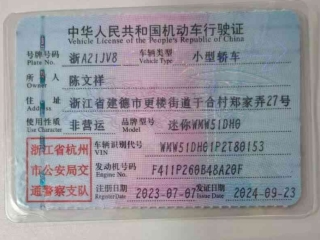 中华人民共和国机动车行驶证
Vehicle License of the People's Republic of China
号牌号码 Plate No. 浙A21JV8 车辆类型 Vehicle Type 小型轿车
所有人 Owner 陈文祥
住址 Address 浙江省建德市更楼街道于合村郑家弄27号
使用性质 Use Character 非营运 品牌型号 Model 迷你WMW51DH0
浙江省杭州市公安局交通警察支队
车辆识别代号 VIN WMW51DH01P2T80153
发动机号码 Engine No. F411P260B48A20F
注册日期 Register Date 2023-07-07 发证日期 Issue Date 2024-09-23